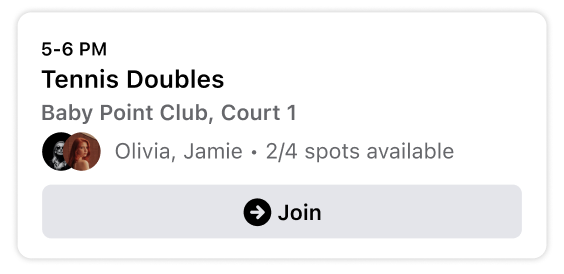 5-6 PM
Tennis Doubles
Baby Point Club, Court 1
Olivia, Jamie • 2/4 spots available
Join